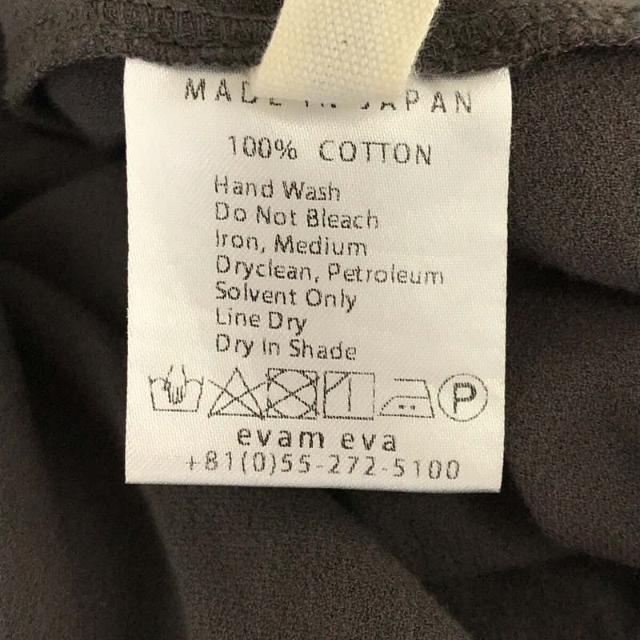 MADE IN JAPAN
100% COTTON
Hand Wash
Do Not Bleach
Iron, Medium
Dryclean, Petroleum
Solvent Only
Line Dry
Dry In Shade
P
evam eva
+81(0)55-272-5100